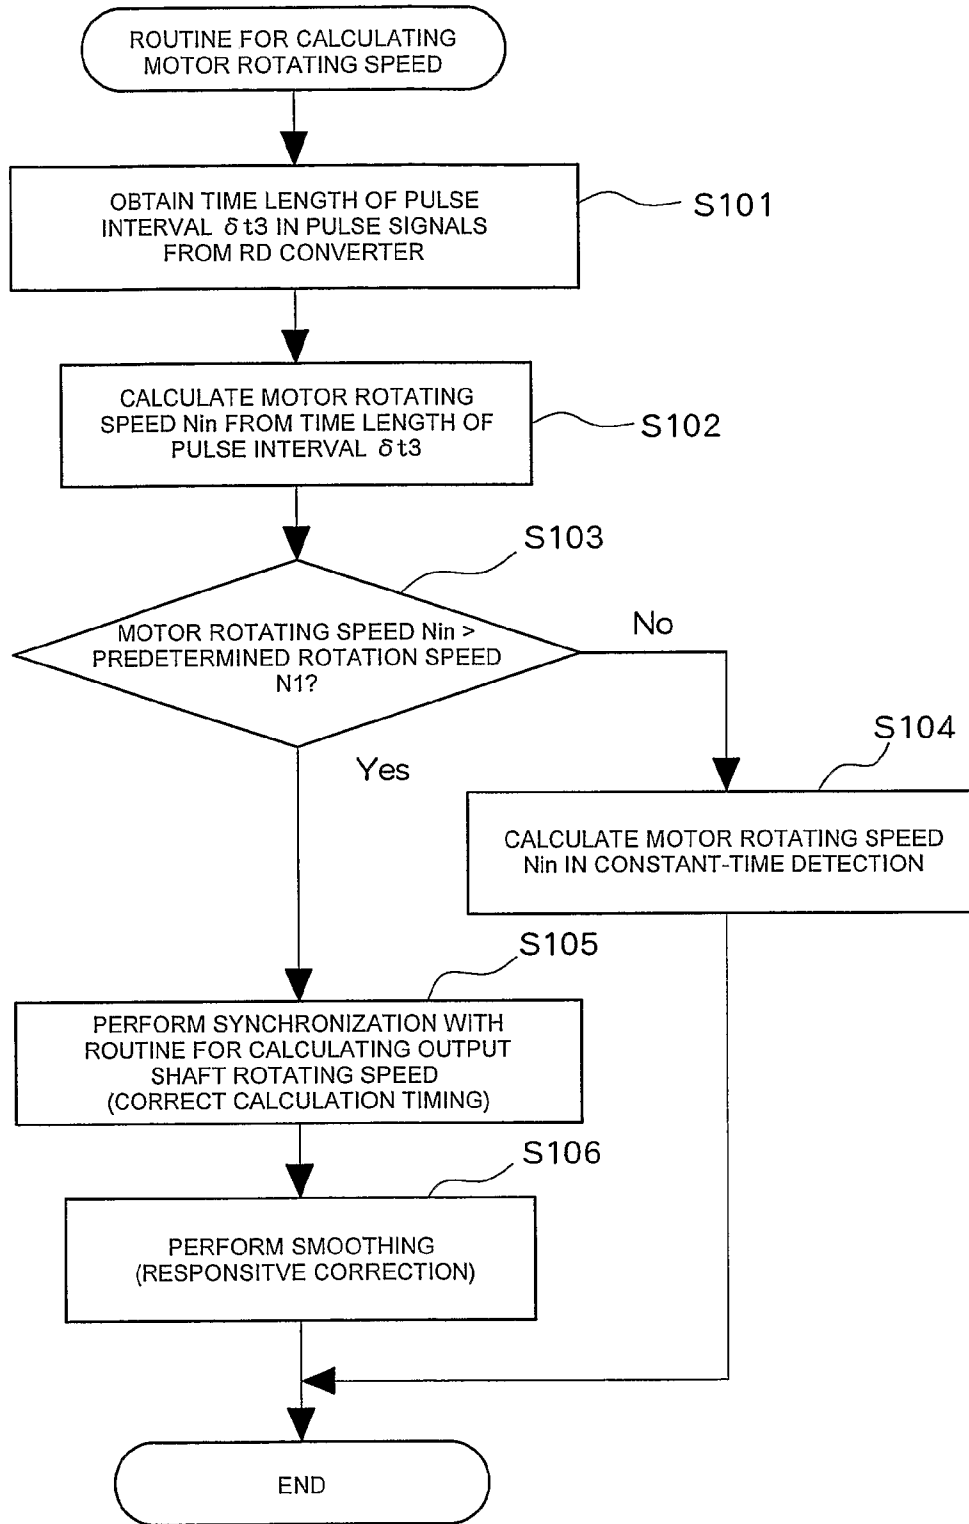 ROUTINE FOR CALCULATING
MOTOR ROTATING SPEED
OBTAIN TIME LENGTH OF PULSE
INTERVAL δt3 IN PULSE SIGNALS
FROM RD CONVERTER
S101
CALCULATE MOTOR ROTATING
SPEED Nin FROM TIME LENGTH OF
PULSE INTERVAL δt3
S102
S103
MOTOR ROTATING SPEED Nin >
PREDETERMINED ROTATION SPEED
N1?
No
Yes
S104
CALCULATE MOTOR ROTATING SPEED
Nin IN CONSTANT-TIME DETECTION
S105
PERFORM SYNCHRONIZATION WITH
ROUTINE FOR CALCULATING OUTPUT
SHAFT ROTATING SPEED
(CORRECT CALCULATION TIMING)
S106
PERFORM SMOOTHING
(RESPONSITVE CORRECTION)
END